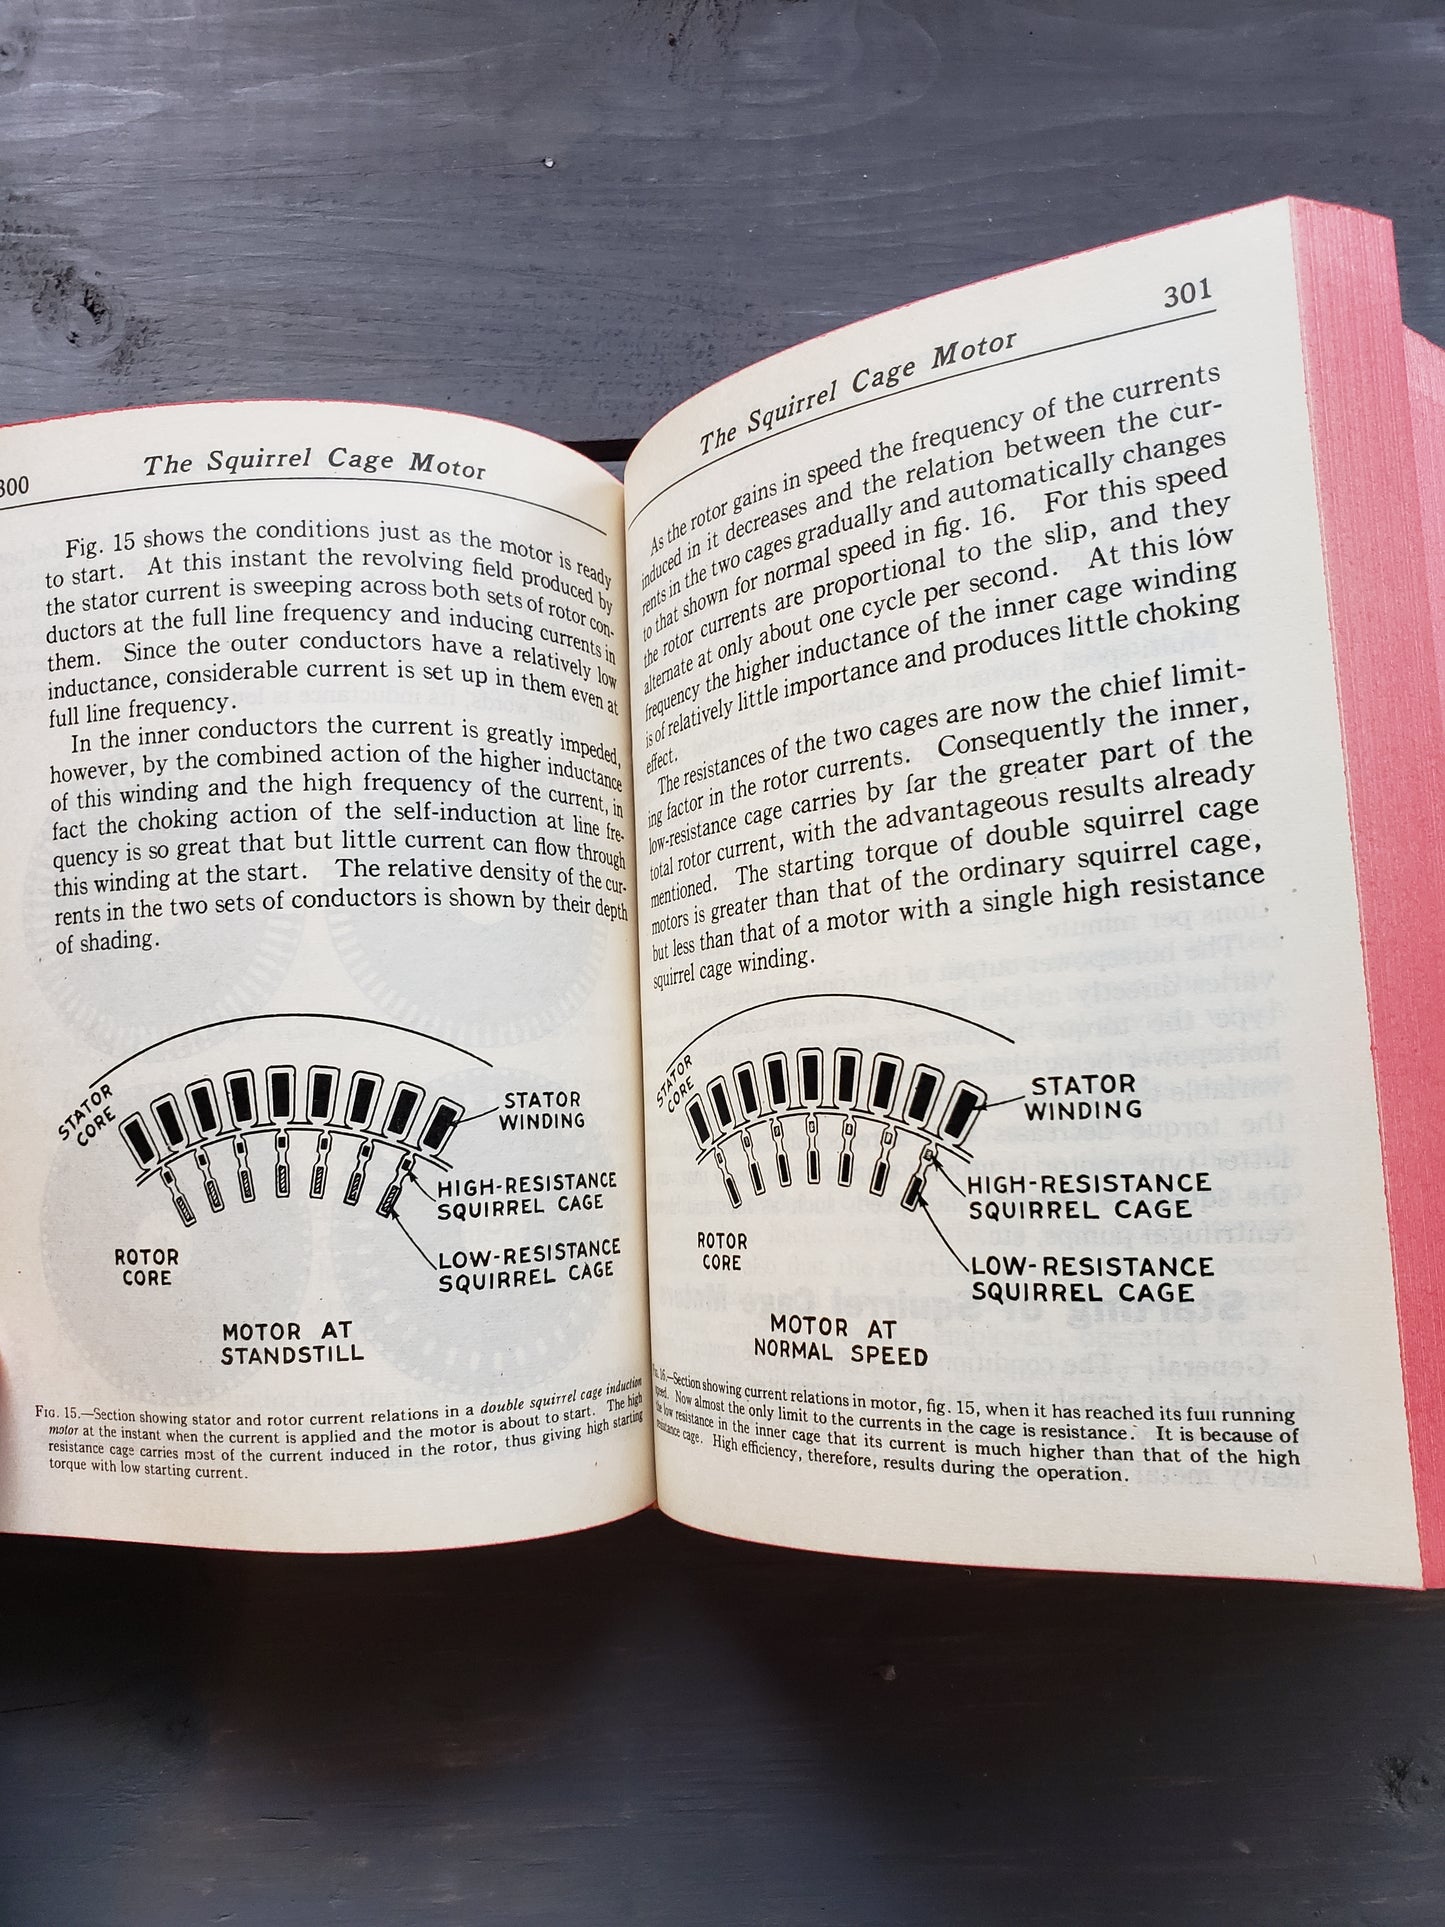 300
The Squirrel Cage Motor
Fig. 15 shows the conditions just as the motor is ready
to start. At this instant the revolving field produced by
the stator current is sweeping across both sets of rotor con-
ductors at the full line frequency and inducing currents in
them. Since the outer conductors have a relatively low
inductance, considerable current is set up in them even at
full line frequency.
In the inner conductors the current is greatly impeded,
however, by the combined action of the higher inductance
of this winding and the high frequency of the current, in
fact the choking action of the self-induction at line fre-
quency is so great that but little current can flow through
this winding at the start. The relative density of the cur-
rents in the two sets of conductors is shown by their depth
of shading.
STATOR
CORE
STATOR
WINDING
HIGH-RESISTANCE
SQUIRREL CAGE
LOW-RESISTANCE
SQUIRREL CAGE
ROTOR
CORE
MOTOR AT
STANDSTILL
FIG. 15.—Section showing stator and rotor current relations in a double squirrel cage induction
motor at the instant when the current is applied and the motor is about to start. The high
resistance cage carries most of the current induced in the rotor, thus giving high starting
torque with low starting current.
The Squirrel Cage Motor
301
As the rotor gains in speed the frequency of the currents
induced in it decreases and the relation between the cur-
rents in the two cages gradually and automatically changes
to that shown for normal speed in fig. 16. For this speed
the rotor currents are proportional to the slip, and they
alternate at only about one cycle per second. At this low
frequency the higher inductance of the inner cage winding
is of relatively little importance and produces little choking
effect.
The resistances of the two cages are now the chief limit-
ing factor in the rotor currents. Consequently the inner,
low-resistance cage carries by far the greater part of the
total rotor current, with the advantageous results already
mentioned. The starting torque of double squirrel cage
motors is greater than that of the ordinary squirrel cage,
but less than that of a motor with a single high resistance
squirrel cage winding.
STATOR
CORE
STATOR
WINDING
HIGH-RESISTANCE
SQUIRREL CAGE
LOW-RESISTANCE
SQUIRREL CAGE
ROTOR
CORE
MOTOR AT
NORMAL SPEED
FIG. 16.—Section showing current relations in motor, fig. 15, when it has reached its full running
speed. Now almost the only limit to the currents in the cage is resistance. It is because of
the low resistance in the inner cage that its current is much higher than that of the high
resistance cage. High efficiency, therefore, results during the operation.